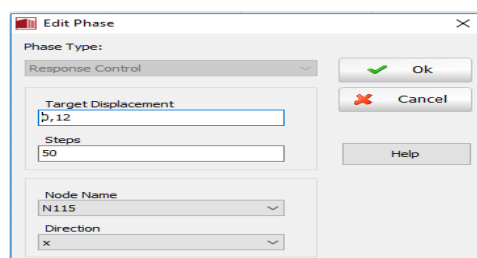 Edit Phase
Phase Type:
Response Control
Ok
Cancel
Target Displacement
0,12
Steps
50
Help
Node Name
N115
Direction
x